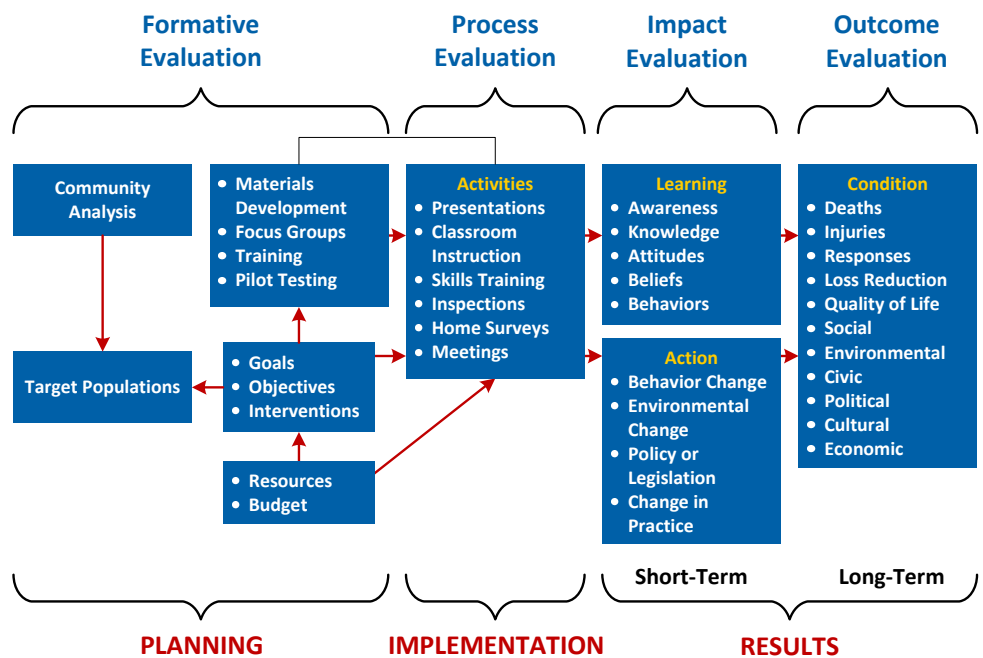 Formative
Evaluation
Process
Evaluation
Impact
Evaluation
Outcome
Evaluation
Community
Analysis
Target Populations
• Materials
Development
• Focus Groups
• Training
• Pilot Testing
• Goals
• Objectives
• Interventions
• Resources
• Budget
Activities
• Presentations
• Classroom
Instruction
• Skills Training
• Inspections
• Home Surveys
• Meetings
Learning
• Awareness
• Knowledge
• Attitudes
• Beliefs
• Behaviors
Action
• Behavior Change
• Environmental
Change
• Policy or
Legislation
• Change in
Practice
Condition
• Deaths
• Injuries
• Responses
• Loss Reduction
• Quality of Life
• Social
• Environmental
• Civic
• Political
• Cultural
• Economic
Short-Term
Long-Term
PLANNING
IMPLEMENTATION
RESULTS